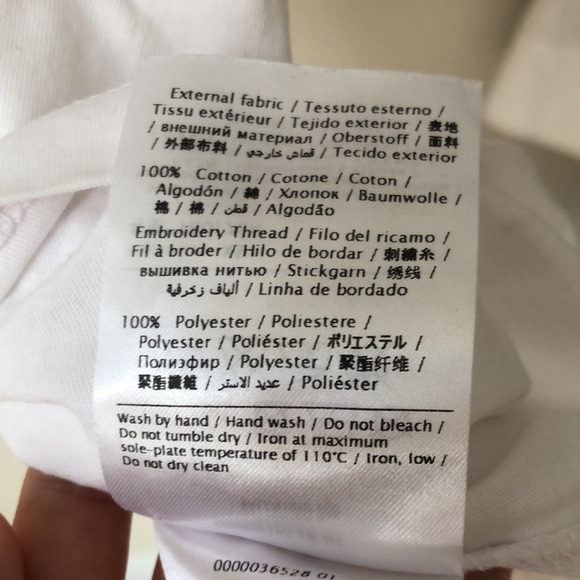 External fabric / Tessuto esterno /
Tissu extérieur / Tejido exterior / 表地
/ внешний материал / Oberstoff / 面料
/ 外部布料 / قماش خارجي / Tecido exterior
100% Cotton / Cotone / Coton /
Algodón / 綿 / Хлопок / Baumwolle /
棉 / 棉 / قطن / Algodão
Embroidery Thread / Filo del ricamo /
Fil à broder / Hilo de bordar / 刺繍糸 /
вышивка нитью / Stickgarn / 绣线 /
ألياف زخرفية / Linha de bordado
100% Polyester / Poliestere /
Polyester / Poliéster / ポリエステル /
Полиэфир / Polyester / 聚酯纤维 /
聚酯纖維 / عديد الاستر / Poliéster
Wash by hand / Hand wash / Do not bleach /
Do not tumble dry / Iron at maximum
sole-plate temperature of 110°C / Iron, low /
Do not dry clean
0000036528 01